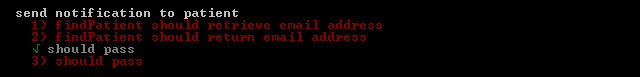 send notification to patient
1) findPatient should retrieve email address
2) findPatient should return email address
√ should pass
3) should pass